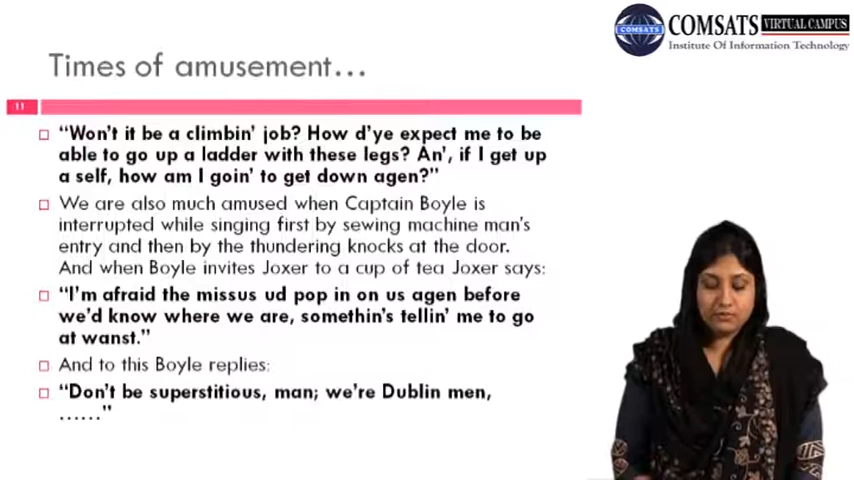 COMSATS VIRTUAL CAMPUS
COMSATS
Institute Of Information Technology
Times of amusement...
11
"Won't it be a climbin' job? How d'ye expect me to be
able to go up a ladder with these legs? An', if I get up
a self, how am I goin' to get down agen?"
We are also much amused when Captain Boyle is
interrupted while singing first by sewing machine man's
entry and then by the thundering knocks at the door.
And when Boyle invites Joxer to a cup of tea Joxer says:
"I'm afraid the missus ud pop in on us agen before
we'd know where we are, somethin's tellin' me to go
at wanst."
And to this Boyle replies:
"Don't be superstitious, man; we're Dublin men,
......"